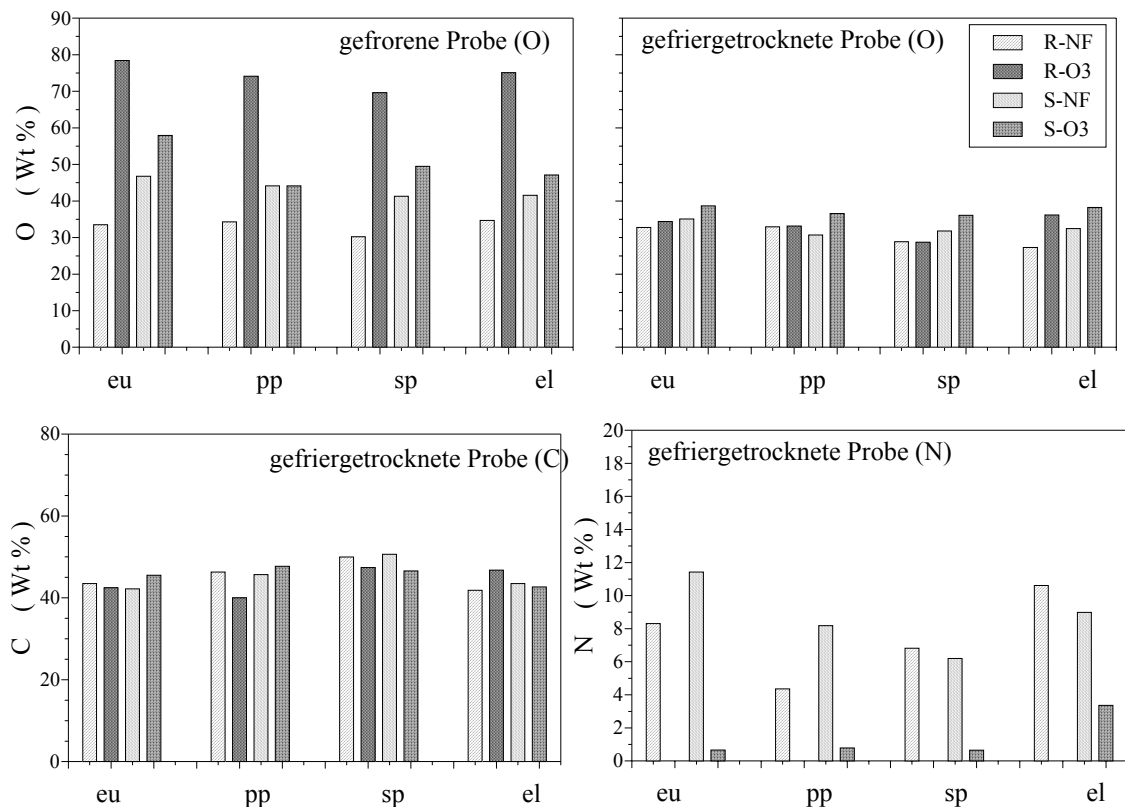 gefrorene Probe (O)
O ( Wt % )
90
80
70
60
50
40
30
20
10
0
eu pp sp el
gefriergetrocknete Probe (O)
R-NF
R-O3
S-NF
S-O3
eu pp sp el
gefriergetrocknete Probe (C)
C ( Wt % )
80
60
40
20
0
eu pp sp el
gefriergetrocknete Probe (N)
N ( Wt % )
20
18
16
14
12
10
8
6
4
2
0
eu pp sp el